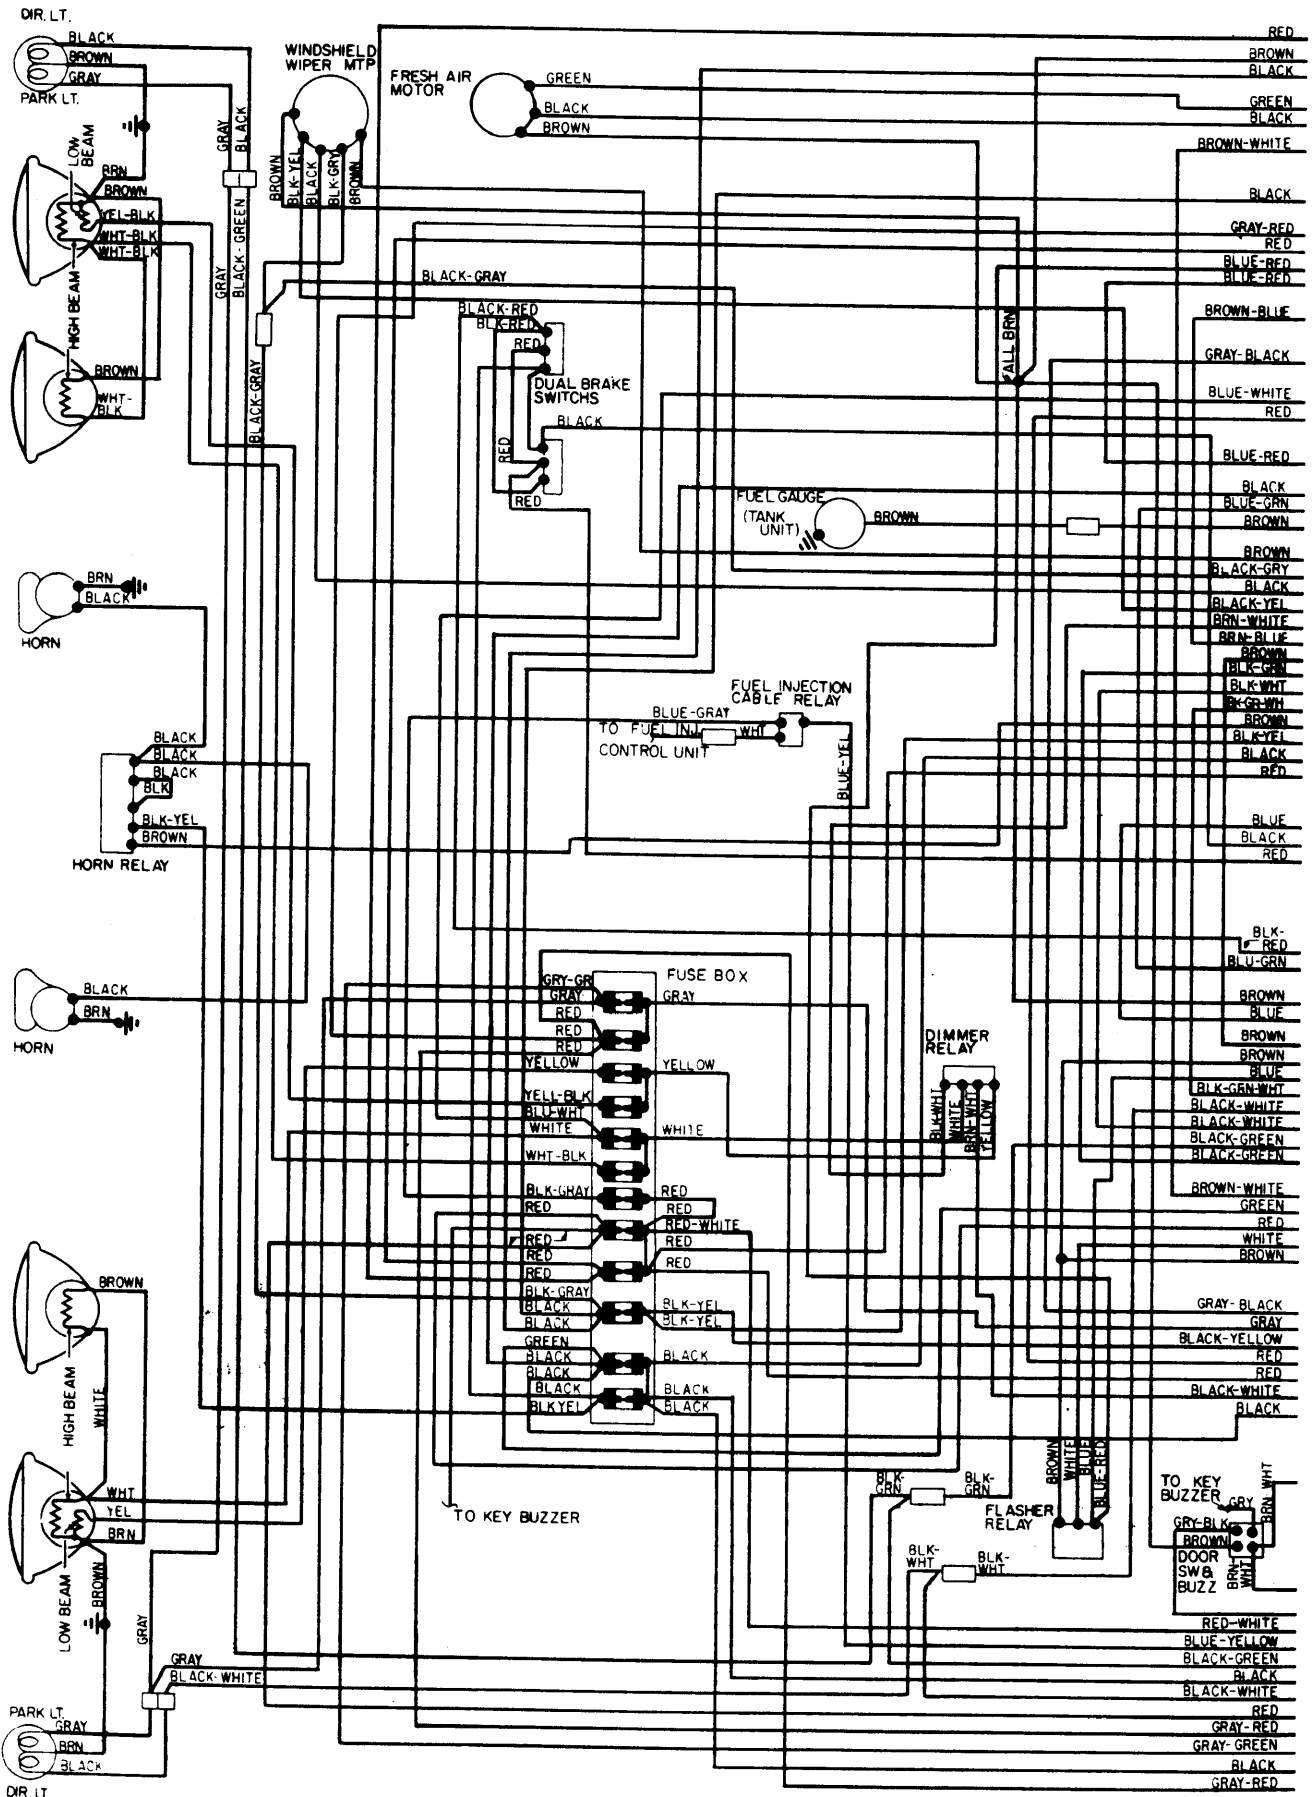 DIR. LT.
BLACK
BROWN
GRAY
PARK LT.
WINDSHIELD
WIPER MTP
FRESH AIR
MOTOR
GREEN
BLACK
BROWN
RED
BROWN
BLACK
GREEN
BLACK
BROWN-WHITE
BLACK
GRAY-RED
RED
BLUE-RED
BLUE-RED
BROWN-BLUE
GRAY-BLACK
BLUE-WHITE
RED
BLUE-RED
BLACK
BLUE-GRN
BROWN
BROWN
BLACK-GRY
BLACK
BLACK-YEL
BRN-WHITE
BRN-BLUE
BROWN
BLK-GRN
BLK-WHT
BK-GR-WH
BROWN
BLK-YEL
BLACK
RED
BLUE
BLACK
RED
BLK-
RED
BLU-GRN
BROWN
BLUE
BROWN
BROWN
BLUE
BLK-GRN-WHT
BLACK-WHITE
BLACK-WHITE
BLACK-GREEN
BLACK-GREEN
BROWN-WHITE
GREEN
RED
WHITE
BROWN
GRAY-BLACK
GRAY
BLACK-YELLOW
RED
RED
BLACK-WHITE
BLACK
GRAY
BLACK
LOW
BEAM
BRN
BROWN
YEL-BLK
WHT-BLK
WHT-BLK
HIGH BEAM
BROWN
WHT-
BLK
GRAY
BLACK-GREEN
BLACK-GRAY
BROWN
BLK-YEL
BLACK
BLK-GRY
BROWN
BLACK-GRAY
BLACK-RED
BLK-RED
RED
DUAL BRAKE
SWITCHS
BLACK
RED
RED
ALL BRN
FUEL GAUGE
(TANK
UNIT)
BROWN
BRN
BLACK
HORN
FUEL INJECTION
CABLE RELAY
BLUE-GRAY
TO FUEL INJ.
WHT
CONTROL UNIT
BLUE-YEL
BLACK
BLACK
BLACK
BLK
BLK-YEL
BROWN
HORN RELAY
BLACK
BRN
HORN
FUSE BOX
GRY-GR
GRAY
RED
RED
RED
YELLOW
YELL-BLK
BLU-WHT
WHITE
WHT-BLK
BLK-GRAY
RED
RED
RED
RED
BLK-GRAY
BLACK
BLACK
GREEN
BLACK
BLACK
BLACK
BLKYEL
GRAY
YELLOW
WHITE
RED
RED
RED-WHITE
RED
RED
BLK-YEL
BLK-YEL
BLACK
BLACK
BLACK
DIMMER
RELAY
BLK-WHT
WHITE
BRN-WHT
YELLOW
BROWN
HIGH BEAM
WHITE
WHT
YEL
BRN
LOW BEAM
BROWN
GRAY
TO KEY BUZZER
BLK-
GRN
BLK-
GRN
BROWN
WHITE
BLUE
BLUE-RED
FLASHER
RELAY
BLK-
WHT
BLK-
WHT
TO KEY
BUZZER
GRY
BRN WHT
GRY-BLK
BROWN
DOOR
SW&
BUZZ
BRN-
WHT
RED-WHITE
BLUE-YELLOW
BLACK-GREEN
BLACK
BLACK-WHITE
RED
GRAY-RED
GRAY-GREEN
BLACK
GRAY-RED
GRAY
BLACK-WHITE
PARK LT.
GRAY
BRN
BLACK
DIR. LT